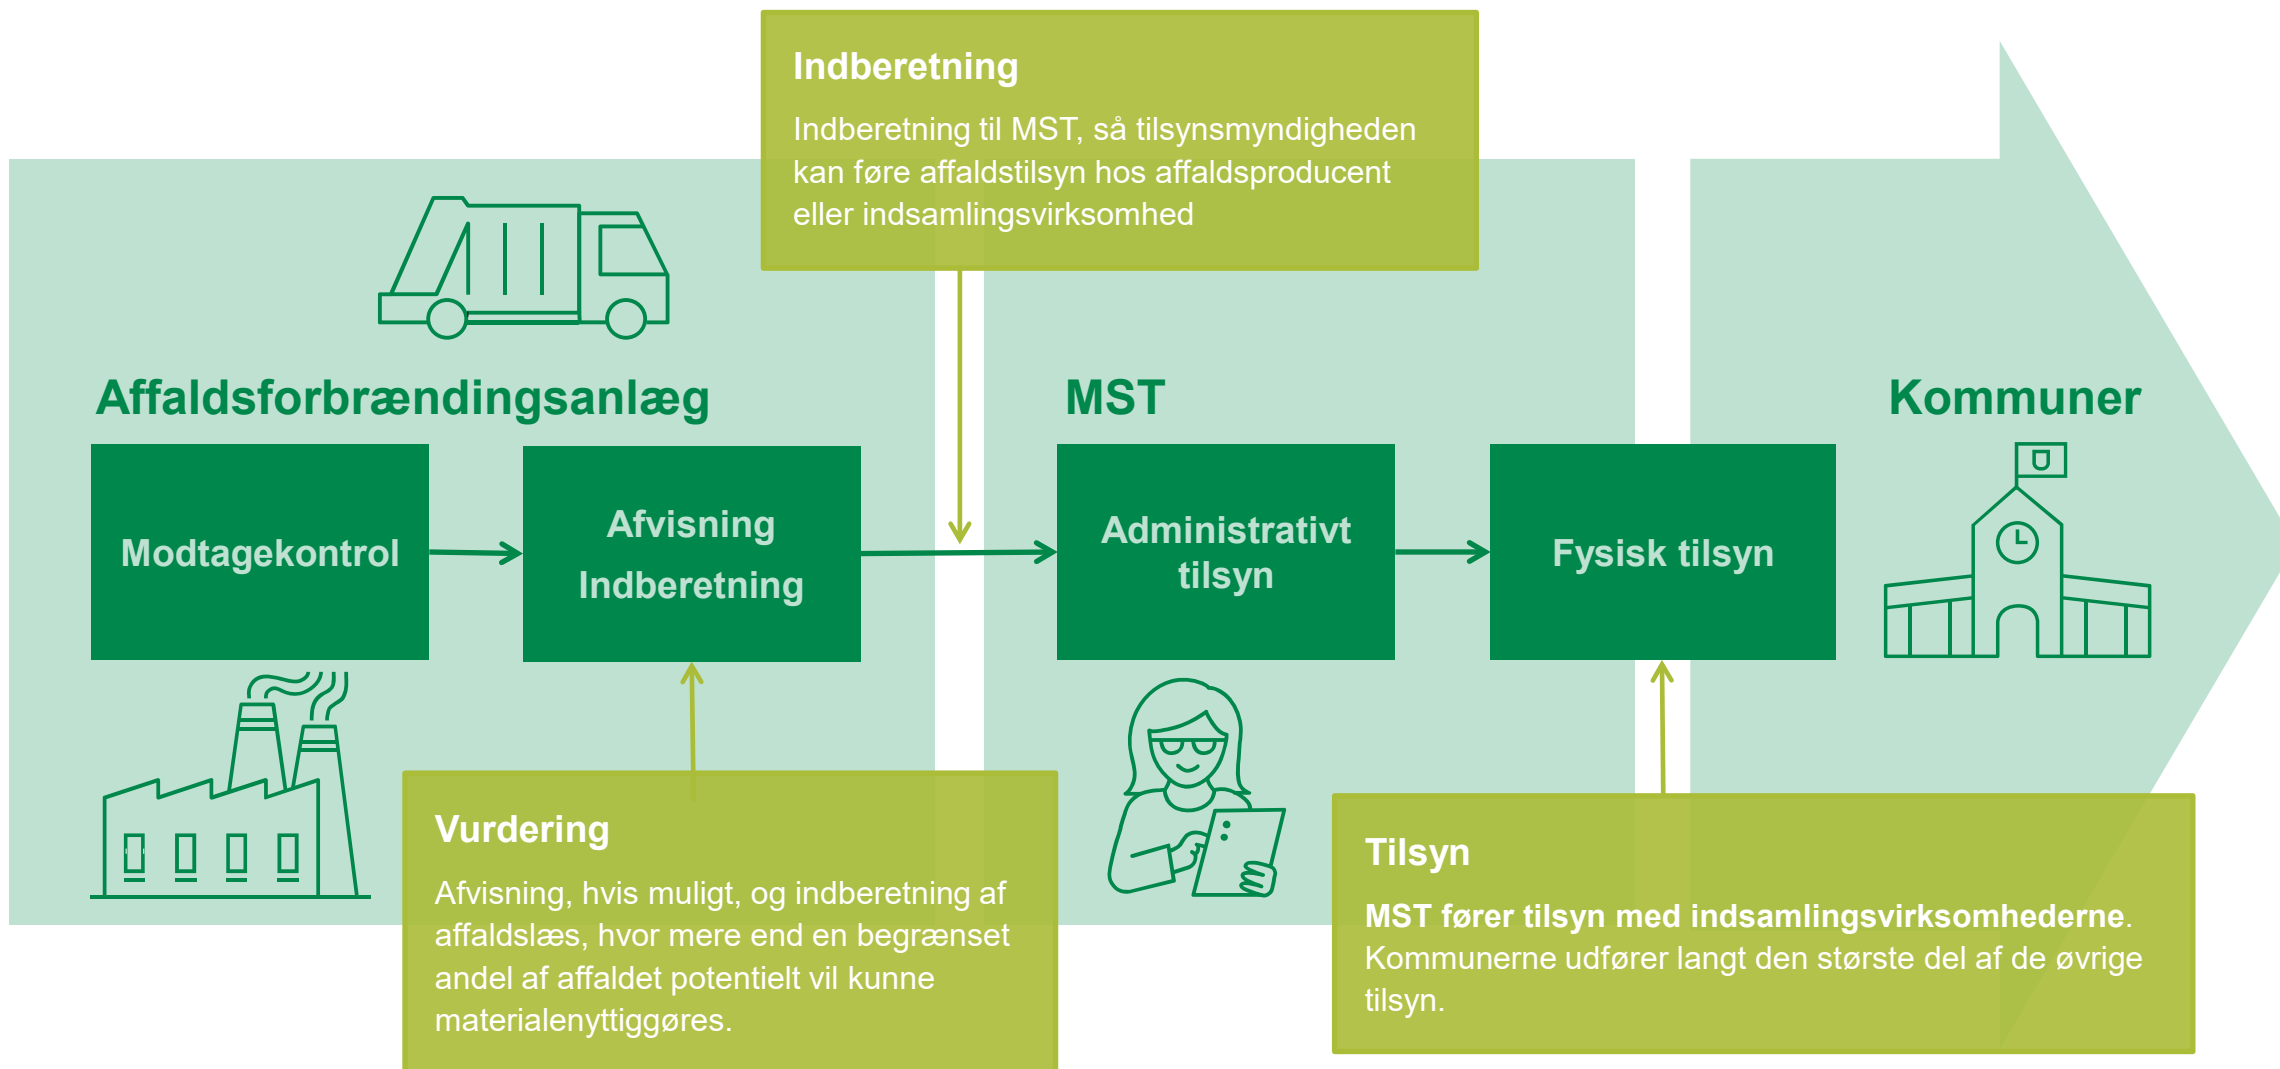 Indberetning
Indberetning til MST, så tilsynsmyndigheden
kan føre affaldstilsyn hos affaldsproducent
eller indsamlingsvirksomhed
Affaldsforbrændingsanlæg
MST
Kommuner
Modtagekontrol
Afvisning
Indberetning
Administrativt
tilsyn
Fysisk tilsyn
Vurdering
Afvisning, hvis muligt, og indberetning af
affaldslæs, hvor mere end en begrænset
andel af affaldet potentielt vil kunne
materialenyttiggøres.
Tilsyn
MST fører tilsyn med indsamlingsvirksomhederne.
Kommunerne udfører langt den største del af de øvrige
tilsyn.